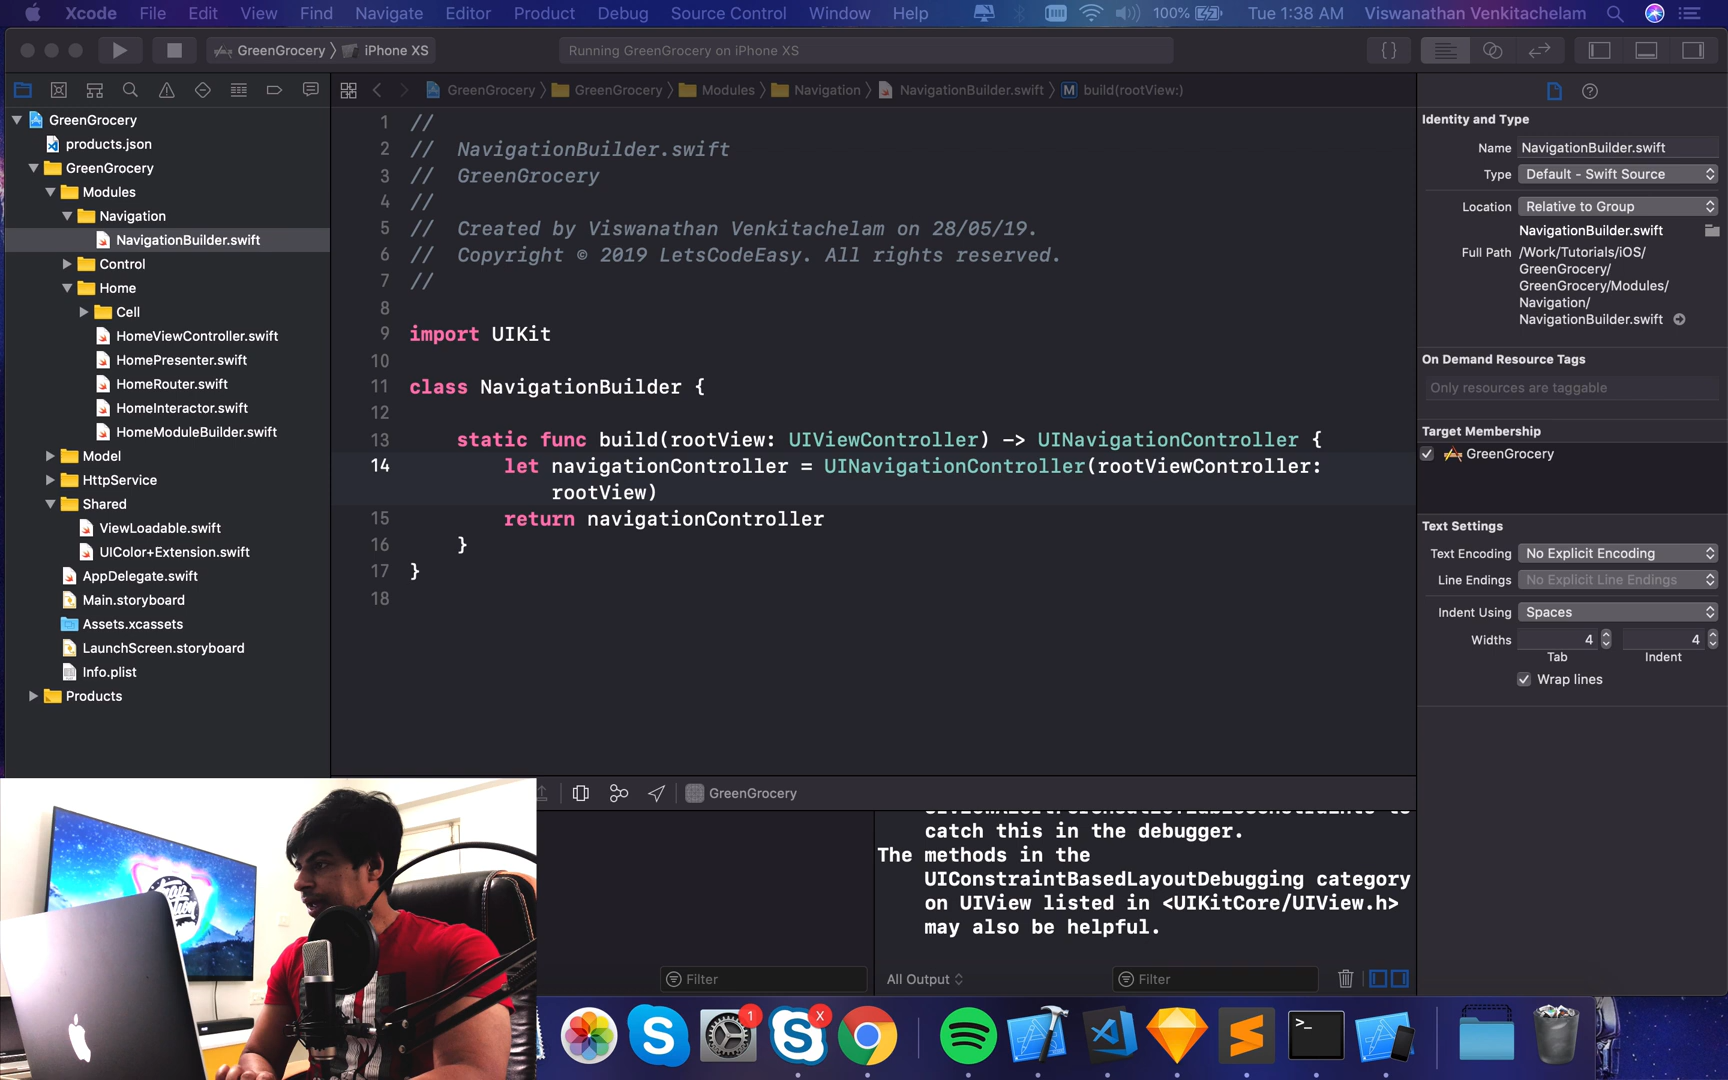 Xcode File Edit View Find Navigate Editor Product Debug Source Control Window Help 100% Tue 1:38 AM Viswanathan Venkitachelam
GreenGrocery iPhone XS
Running GreenGrocery on iPhone XS
{}
GreenGrocery GreenGrocery Modules Navigation NavigationBuilder.swift M build(rootView:)
GreenGrocery
products.json
GreenGrocery
Modules
Navigation
NavigationBuilder.swift
Control
Home
Cell
HomeViewController.swift
HomePresenter.swift
HomeRouter.swift
HomeInteractor.swift
HomeModuleBuilder.swift
Model
HttpService
Shared
ViewLoadable.swift
UIColor+Extension.swift
AppDelegate.swift
Main.storyboard
Assets.xcassets
LaunchScreen.storyboard
Info.plist
Products
1 //
2 // NavigationBuilder.swift
3 // GreenGrocery
4 //
5 // Created by Viswanathan Venkitachelam on 28/05/19.
6 // Copyright © 2019 LetsCodeEasy. All rights reserved.
7 //
8
9 import UIKit
10
11 class NavigationBuilder {
12
13 static func build(rootView: UIViewController) -> UINavigationController {
14 let navigationController = UINavigationController(rootViewController:
rootView)
15 return navigationController
16 }
17 }
18
Identity and Type
Name NavigationBuilder.swift
Type Default - Swift Source
Location Relative to Group
NavigationBuilder.swift
Full Path /Work/Tutorials/iOS/
GreenGrocery/
GreenGrocery/Modules/
Navigation/
NavigationBuilder.swift
On Demand Resource Tags
Only resources are taggable
Target Membership
GreenGrocery
Text Settings
Text Encoding No Explicit Encoding
Line Endings No Explicit Line Endings
Indent Using Spaces
Widths 4 4
Tab Indent
Wrap lines
GreenGrocery
catch this in the debugger.
The methods in the
UIConstraintBasedLayoutDebugging category
on UIView listed in <UIKitCore/UIView.h>
may also be helpful.
Filter
All Output
Filter
1
X
>_